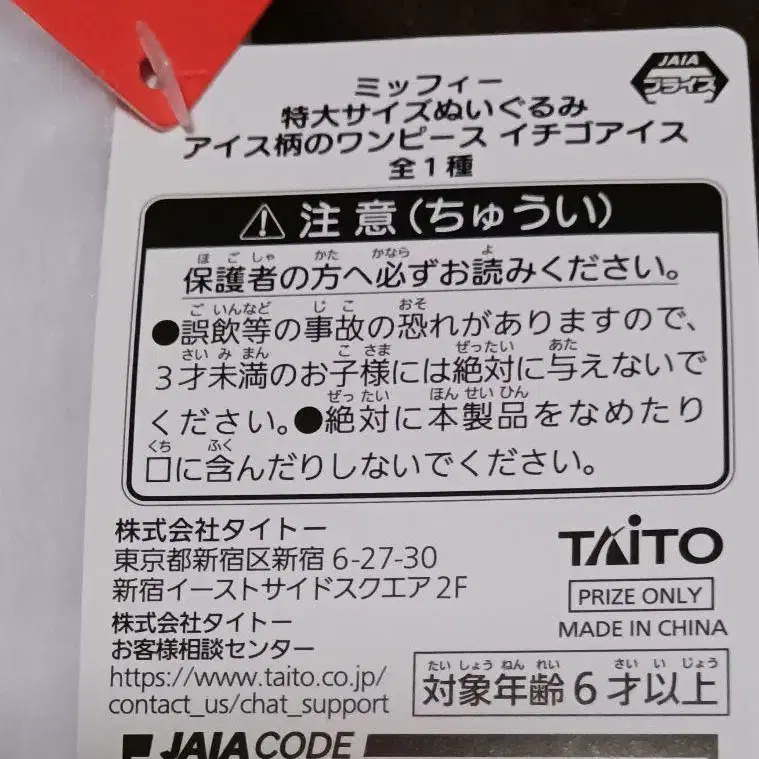 JAIA
プライズ
ミッフィー
特大サイズぬいぐるみ
アイス柄のワンピース イチゴアイス
全1種
注意(ちゅうい)
ほごしゃ かた かなら よ
保護者の方へ必ずお読みください。
ご いんなど じこ おそ
●誤飲等の事故の恐れがありますので、
さい みまん こさま ぜったい あた
3才未満のお子様には絶対に与えないで
ぜったい ほんせいひん
ください。●絶対に本製品をなめたり
くち ふく
口に含んだりしないでください。
株式会社タイトー
東京都新宿区新宿 6-27-30
新宿イーストサイドスクエア 2F
株式会社タイトー
お客様相談センター
https://www.taito.co.jp/
contact_us/chat_support
TAITO
PRIZE ONLY
MADE IN CHINA
たいしょうねんれい さい いじょう
対象年齢 6 才以上
JAIA CODE